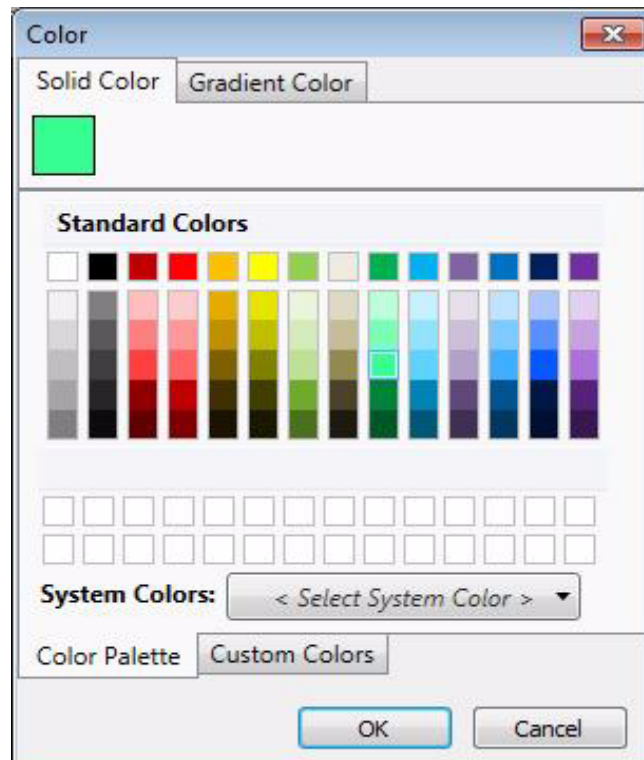 Color
Solid Color
Gradient Color
Standard Colors
System Colors:
< Select System Color >
Color Palette
Custom Colors
OK
Cancel